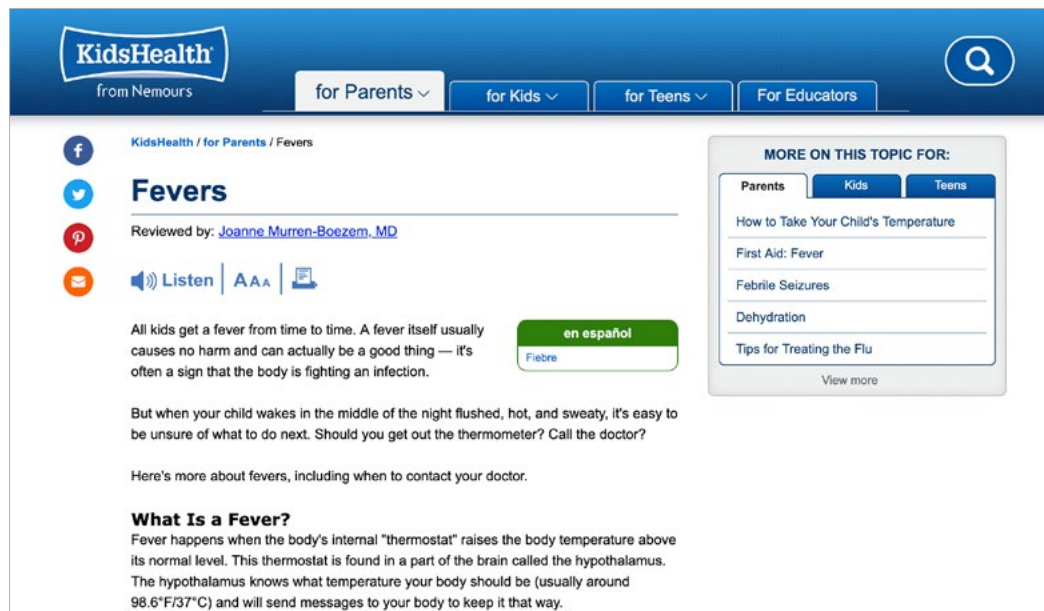 KidsHealth®
from Nemours
for Parents
for Kids
for Teens
For Educators
KidsHealth / for Parents / Fevers
Fevers
Reviewed by: Joanne Murren-Boezem, MD
Listen
A A A
All kids get a fever from time to time. A fever itself usually
causes no harm and can actually be a good thing — it's
often a sign that the body is fighting an infection.
en español
Fiebre
But when your child wakes in the middle of the night flushed, hot, and sweaty, it's easy to
be unsure of what to do next. Should you get out the thermometer? Call the doctor?
Here's more about fevers, including when to contact your doctor.
What Is a Fever?
Fever happens when the body's internal "thermostat" raises the body temperature above
its normal level. This thermostat is found in a part of the brain called the hypothalamus.
The hypothalamus knows what temperature your body should be (usually around
98.6°F/37°C) and will send messages to your body to keep it that way.
MORE ON THIS TOPIC FOR:
Parents
Kids
Teens
How to Take Your Child's Temperature
First Aid: Fever
Febrile Seizures
Dehydration
Tips for Treating the Flu
View more